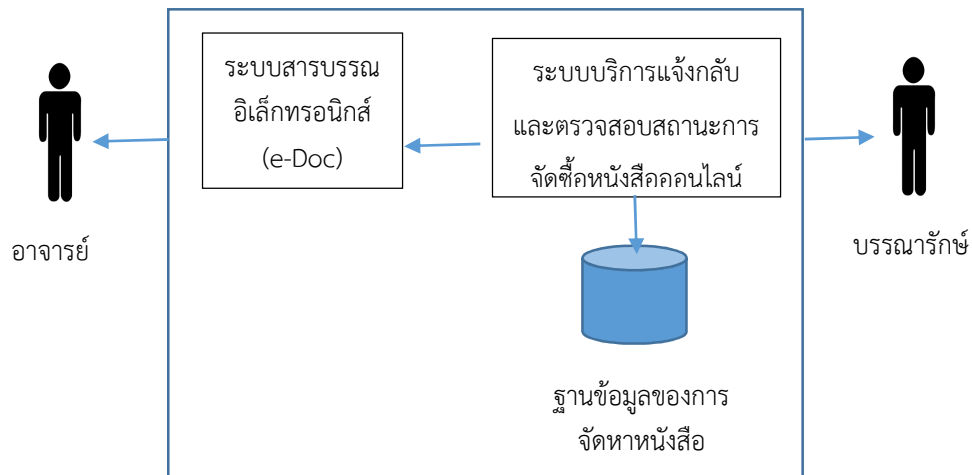 ระบบสารบรรณ
อิเล็กทรอนิกส์
(e-Doc)
ระบบบริการแจ้งกลับ
และตรวจสอบสถานะการ
จัดซื้อหนังสือออนไลน์
อาจารย์
บรรณารักษ์
ฐานข้อมูลของการ
จัดหาหนังสือ